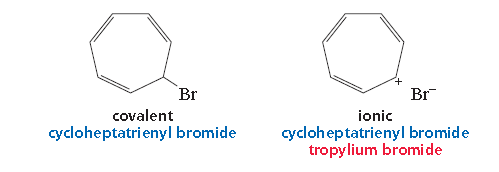 Br
covalent
cycloheptatrienyl bromide
+
Br⁻
ionic
cycloheptatrienyl bromide
tropylium bromide